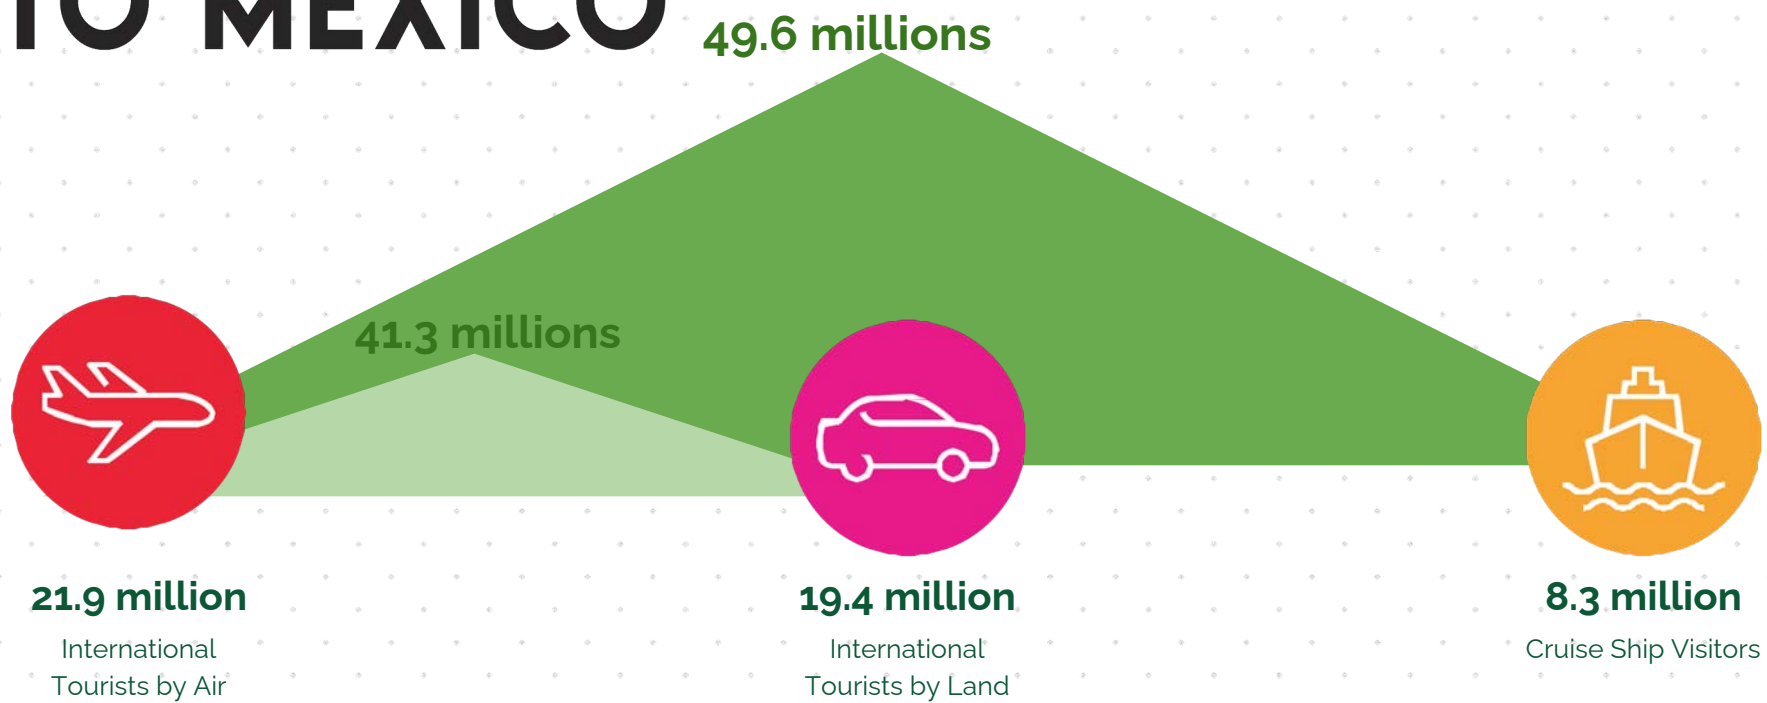 TO MEXICO
49.6 millions
41.3 millions
21.9 million
International
Tourists by Air
19.4 million
International
Tourists by Land
8.3 million
Cruise Ship Visitors